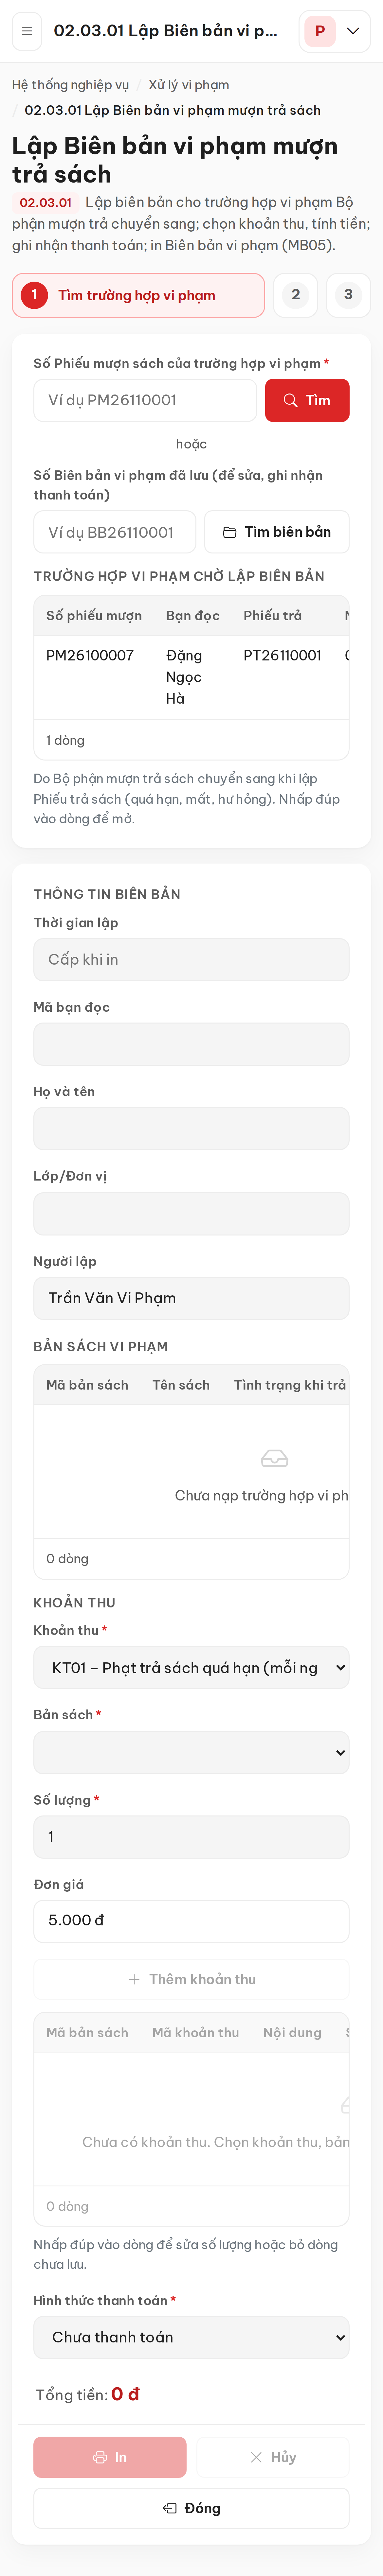 02.03.01 Lập Biên bản vi p...
P
Hệ thống nghiệp vụ / Xử lý vi phạm
/ 02.03.01 Lập Biên bản vi phạm mượn trả sách
Lập Biên bản vi phạm mượn
trả sách
02.03.01 Lập biên bản cho trường hợp vi phạm Bộ
phận mượn trả chuyển sang; chọn khoản thu, tính tiền;
ghi nhận thanh toán; in Biên bản vi phạm (MB05).
1 Tìm trường hợp vi phạm 2 3
Số Phiếu mượn sách của trường hợp vi phạm *
Ví dụ PM26110001 Tìm
hoặc
Số Biên bản vi phạm đã lưu (để sửa, ghi nhận
thanh toán)
Ví dụ BB26110001 Tìm biên bản
TRƯỜNG HỢP VI PHẠM CHỜ LẬP BIÊN BẢN
Số phiếu mượn Bạn đọc Phiếu trả
PM26100007 Đặng PT26110001
Ngọc
Hà
1 dòng
Do Bộ phận mượn trả sách chuyển sang khi lập
Phiếu trả sách (quá hạn, mất, hư hỏng). Nhấp đúp
vào dòng để mở.
THÔNG TIN BIÊN BẢN
Thời gian lập
Cấp khi in
Mã bạn đọc
Họ và tên
Lớp/Đơn vị
Người lập
Trần Văn Vi Phạm
BẢN SÁCH VI PHẠM
Mã bản sách Tên sách Tình trạng khi trả
Chưa nạp trường hợp vi ph
0 dòng
KHOẢN THU
Khoản thu *
KT01 – Phạt trả sách quá hạn (mỗi ng
Bản sách *
Số lượng *
1
Đơn giá
5.000 đ
Thêm khoản thu
Mã bản sách Mã khoản thu Nội dung
Chưa có khoản thu. Chọn khoản thu, bản
0 dòng
Nhấp đúp vào dòng để sửa số lượng hoặc bỏ dòng
chưa lưu.
Hình thức thanh toán *
Chưa thanh toán
Tổng tiền: 0 đ
In Hủy
Đóng